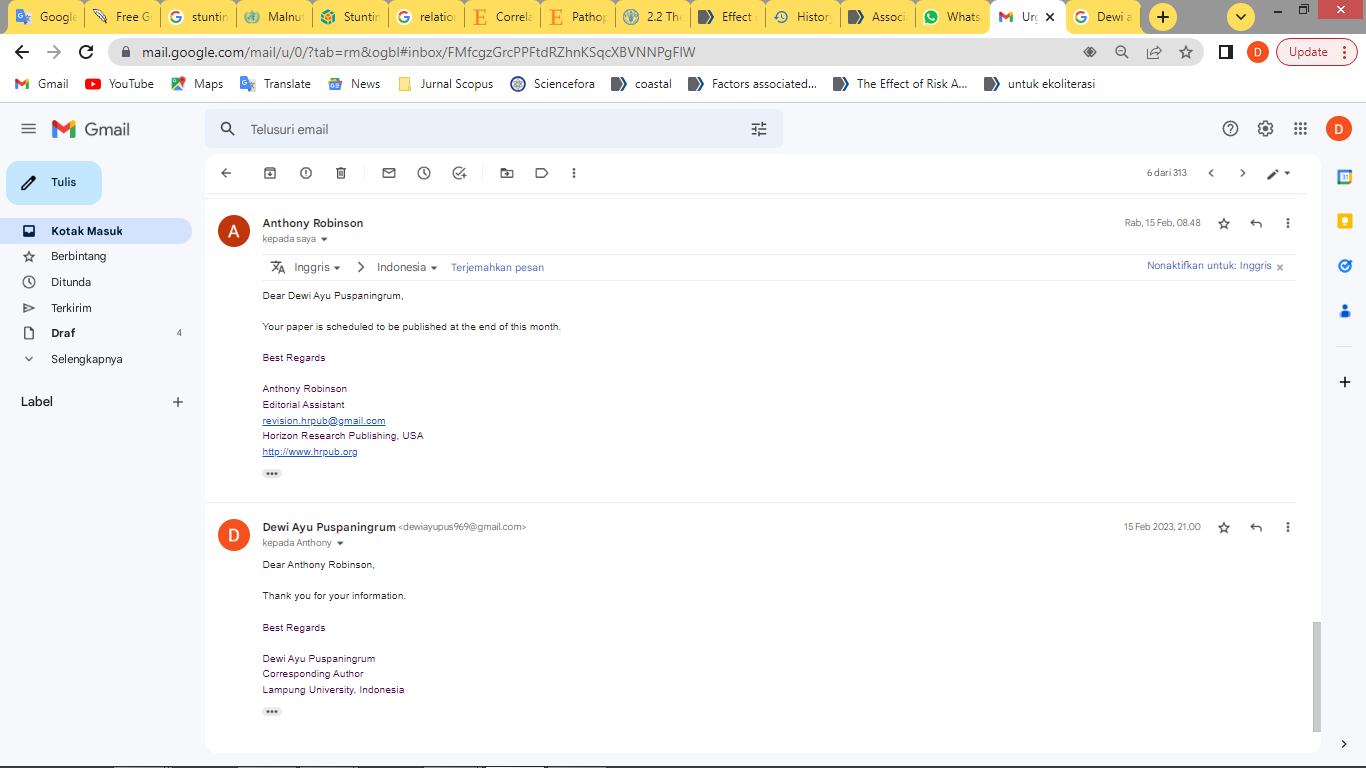 Google
Free G
stuntin
Malnut
Stuntin
relation
Correla
Pathop
2.2 The
Effect
History
Associ
Whats
Urg
Dewi a
mail.google.com/mail/u/0/?tab=rm&ogbl#inbox/FMfcgzGrcPPFtdRZhnKSqcXBVNNPgFlW
D
Update
Gmail
YouTube
Maps
Translate
News
Jurnal Scopus
Sciencefora
coastal
Factors associated...
The Effect of Risk A...
untuk ekoliterasi
Gmail
Telusuri email
D
Tulis
6 dari 313
Kotak Masuk
Berbintang
Ditunda
Terkirim
Draf 4
Selengkapnya
Label
A
Anthony Robinson
Rab, 15 Feb, 08.48
kepada saya
Inggris > Indonesia Terjemahkan pesan
Nonaktifkan untuk: Inggris x
Dear Dewi Ayu Puspaningrum,
Your paper is scheduled to be published at the end of this month.
Best Regards
Anthony Robinson
Editorial Assistant
revision.hrpub@gmail.com
Horizon Research Publishing, USA
http://www.hrpub.org
D
Dewi Ayu Puspaningrum <dewiayupus969@gmail.com>
15 Feb 2023, 21.00
kepada Anthony
Dear Anthony Robinson,
Thank you for your information.
Best Regards
Dewi Ayu Puspaningrum
Corresponding Author
Lampung University, Indonesia